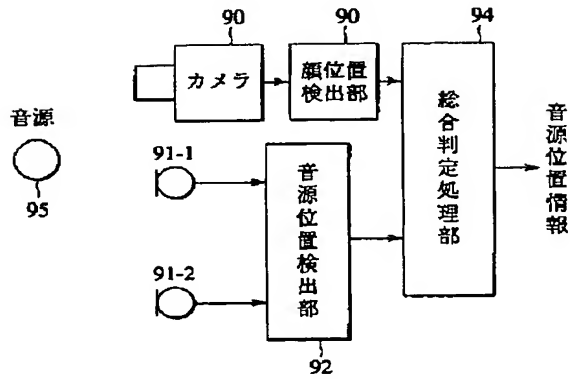 90
90
94
カメラ
顔位置
検出部
総合判定処理部
音源位置情報
音源
95
91-1
91-2
音源位置検出部
92